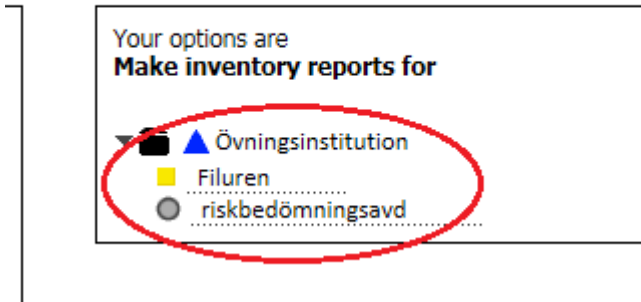 Your options are
Make inventory reports for
Övningsinstitution
Filuren
riskbedömningsavd